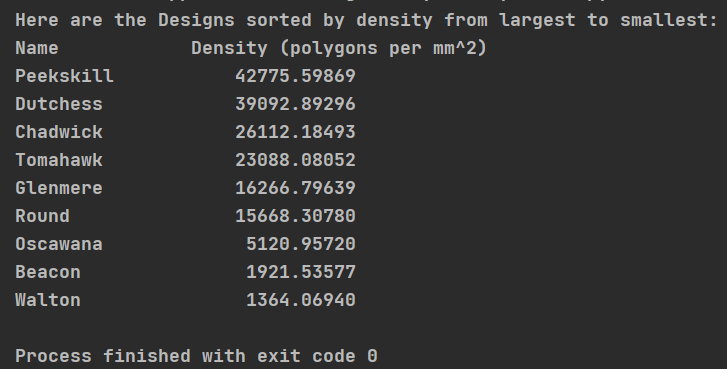 Here are the Designs sorted by density from largest to smallest:
Name Density (polygons per mm^2)
Peekskill 42775.59869
Dutchess 39092.89296
Chadwick 26112.18493
Tomahawk 23088.08052
Glenmere 16266.79639
Round 15668.30780
Oscawana 5120.95720
Beacon 1921.53577
Walton 1364.06940
Process finished with exit code 0